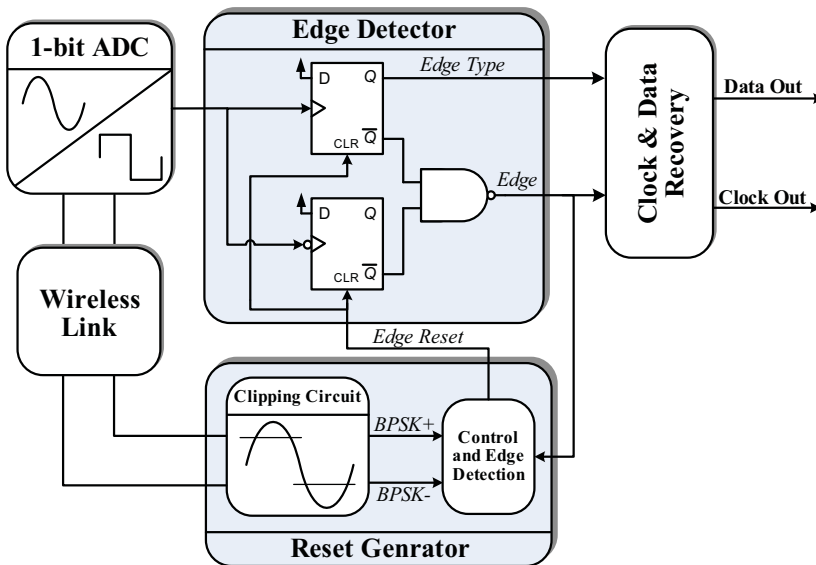 1-bit ADC
Edge Detector
D
Q
Edge Type
CLR
Q
D
Q
CLR
Q
Edge
Clock & Data
Recovery
Data Out
Clock Out
Wireless
Link
Edge Reset
Clipping Circuit
BPSK+
BPSK-
Control
and Edge
Detection
Reset Genrator